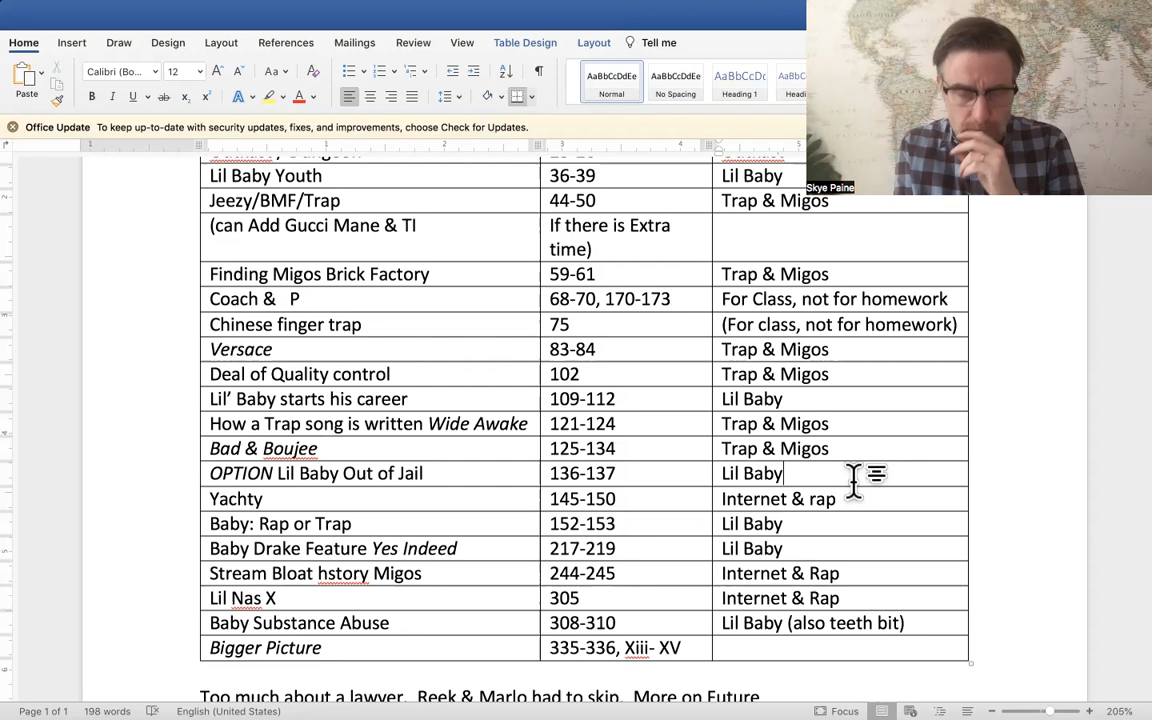 Home Insert Draw Design Layout References Mailings Review View Table Design Layout Tell me
Paste
Calibri (Bo... 12
AaBbCcDdEe AaBbCcDdEe AaBbCcDc
Normal No Spacing Heading 1
Office Update To keep up-to-date with security updates, fixes, and improvements, choose Check for Updates.
Skye Paine
Lil Baby Youth 36-39 Lil Baby
Jeezy/BMF/Trap 44-50 Trap & Migos
(can Add Gucci Mane & TI If there is Extra
time)
Finding Migos Brick Factory 59-61 Trap & Migos
Coach & P 68-70, 170-173 For Class, not for homework
Chinese finger trap 75 (For class, not for homework)
Versace 83-84 Trap & Migos
Deal of Quality control 102 Trap & Migos
Lil' Baby starts his career 109-112 Lil Baby
How a Trap song is written Wide Awake 121-124 Trap & Migos
Bad & Boujee 125-134 Trap & Migos
OPTION Lil Baby Out of Jail 136-137 Lil Baby
Yachty 145-150 Internet & rap
Baby: Rap or Trap 152-153 Lil Baby
Baby Drake Feature Yes Indeed 217-219 Lil Baby
Stream Bloat hstory Migos 244-245 Internet & Rap
Lil Nas X 305 Internet & Rap
Baby Substance Abuse 308-310 Lil Baby (also teeth bit)
Bigger Picture 335-336, Xiii- XV
Too much about a lawyer. Reek & Marlo had to skip. More on Future
Page 1 of 1 198 words English (United States) Focus 205%